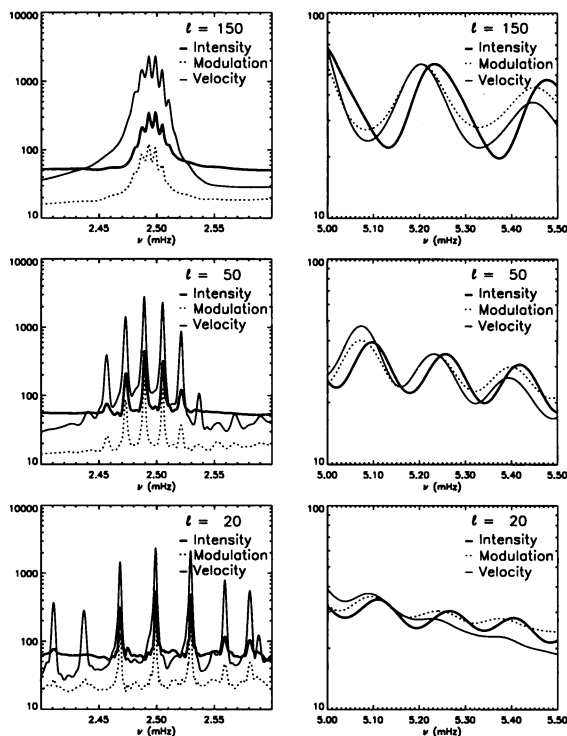 ℓ = 150
Intensity
Modulation
Velocity
1000
100
10
2.45 2.50 2.55
ν (mHz)
100
ℓ = 150
Intensity
Modulation
Velocity
10
5.00 5.10 5.20 5.30 5.40 5.50
ν (mHz)
10000
ℓ = 50
Intensity
Modulation
Velocity
1000
100
10
2.45 2.50 2.55
ν (mHz)
100
ℓ = 50
Intensity
Modulation
Velocity
10
5.00 5.10 5.20 5.30 5.40 5.50
ν (mHz)
10000
ℓ = 20
Intensity
Modulation
Velocity
1000
100
10
2.45 2.50 2.55
ν (mHz)
100
ℓ = 20
Intensity
Modulation
Velocity
10
5.00 5.10 5.20 5.30 5.40 5.50
ν (mHz)